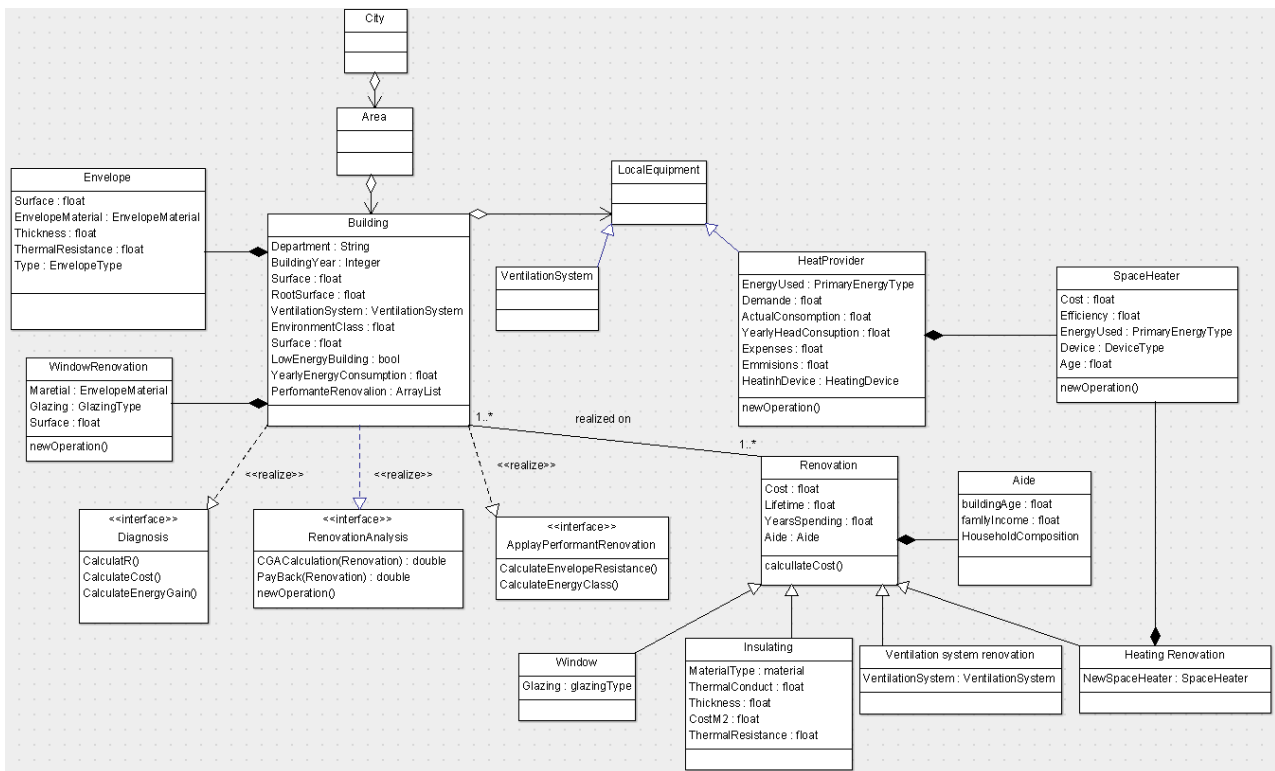 City
Area
Envelope
Surface : float
EnvelopeMaterial : EnvelopeMaterial
Thickness : float
ThermalResistance : float
Type : EnvelopeType
LocalEquipment
Building
Department : String
BuildingYear : Integer
Surface : float
RootSurface : float
VentilationSystem : VentilationSystem
EnvironmentClass : float
Surface : float
LowEnergyBuilding : bool
YearlyEnergyConsumption : float
PerfomanteRenovalion : ArrayList
VentilationSystem
HeatProvider
EnergyUsed : PrimaryEnergyType
Demande : float
ActualConsomption : float
YearlyHeadConsuption : float
Expenses : float
Emmisions : float
HeatinhDevice : HeatingDevice
newOperation()
SpaceHeater
Cost : float
Efficiency : float
EnergyUsed : PrimaryEnergyType
Device : DeviceType
Age : float
newOperation()
WindowRenovation
Maretial : EnvelopeMaterial
Glazing : GlazingType
Surface : float
newOperation()
1..*
realized on
1..*
<<realize>>
<<realize>>
<<realize>>
<<interface>>
Diagnosis
CalculatR()
CalculateCost()
CalculateEnergyGain()
<<interface>>
RenovationAnalysis
CGACalculation(Renovation) : double
PayBack(Renovation) : double
newOperation()
<<interface>>
ApplayPerformantRenovation
CalculateEnvelopeResistance()
CalculateEnergyClass()
Renovation
Cost : float
Lifetime : float
YearsSpending : float
Aide : Aide
calcullateCost()
Aide
buildingAge : float
famllyIncome : float
HouseholdComposition
Window
Glazing : glazingType
Insulating
MaterialType : material
ThermalConduct : float
Thickness : float
CostM2 : float
ThermalResistance : float
Ventilation system renovation
VentilationSystem : VentilationSystem
Heating Renovation
NewSpaceHeater : SpaceHeater